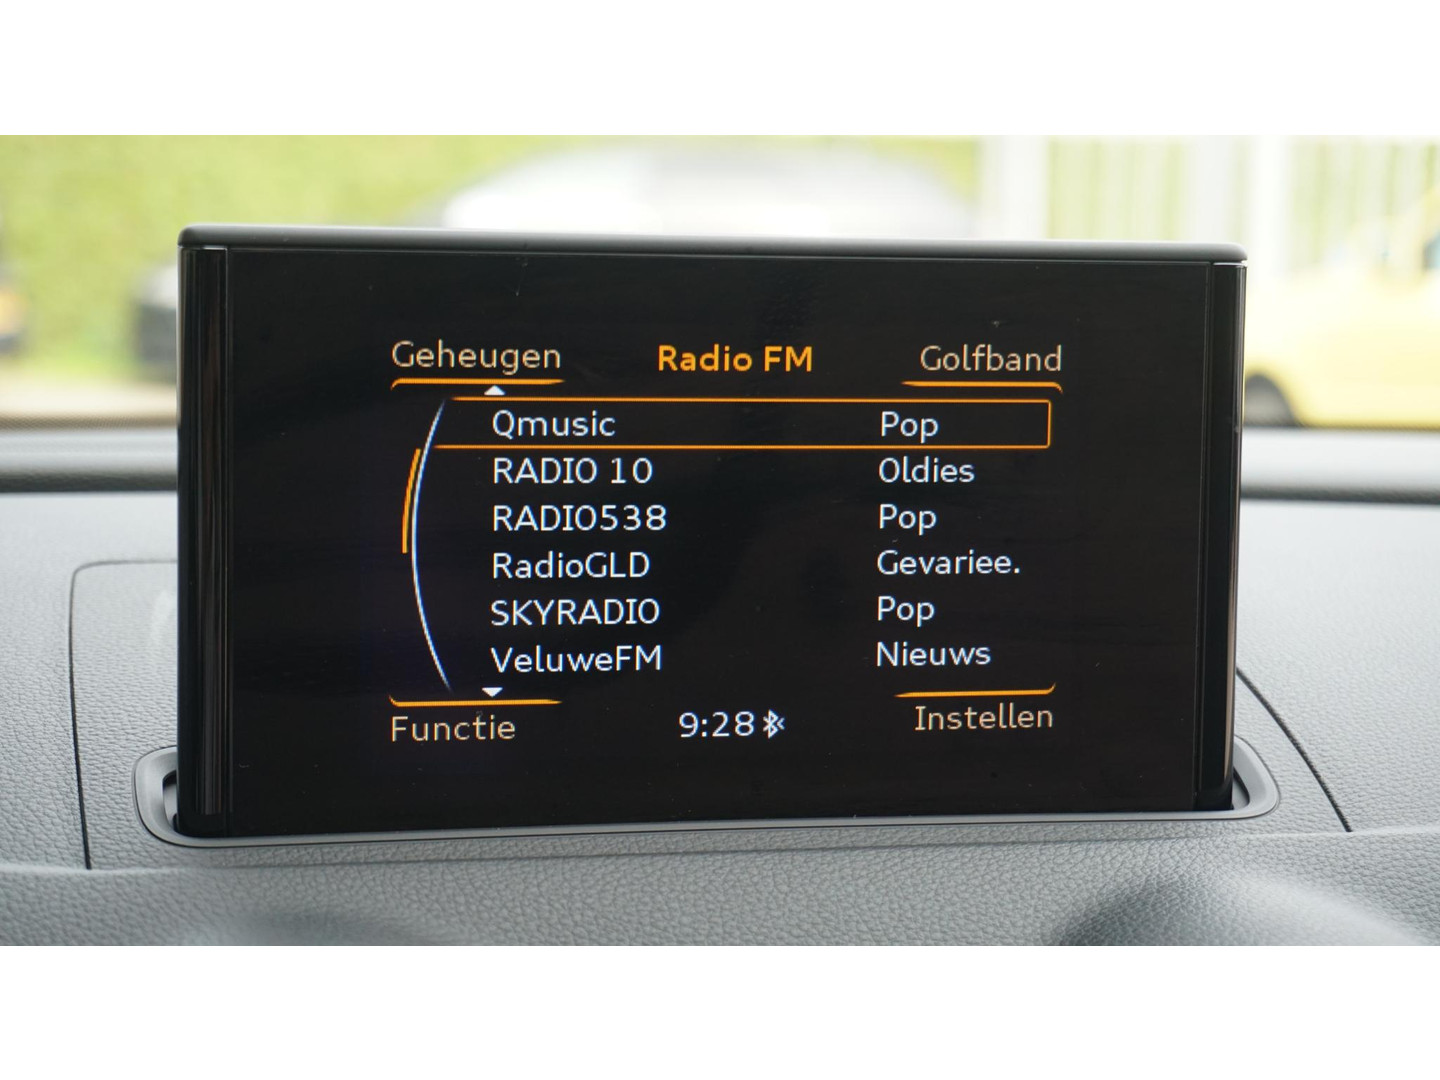 Geheugen Radio FM Golfband
Qmusic Pop
RADIO 10 Oldies
RADIO538 Pop
RadioGLD Gevariee.
SKYRADIO Pop
VeluweFM Nieuws
Functie 9:28 Instellen